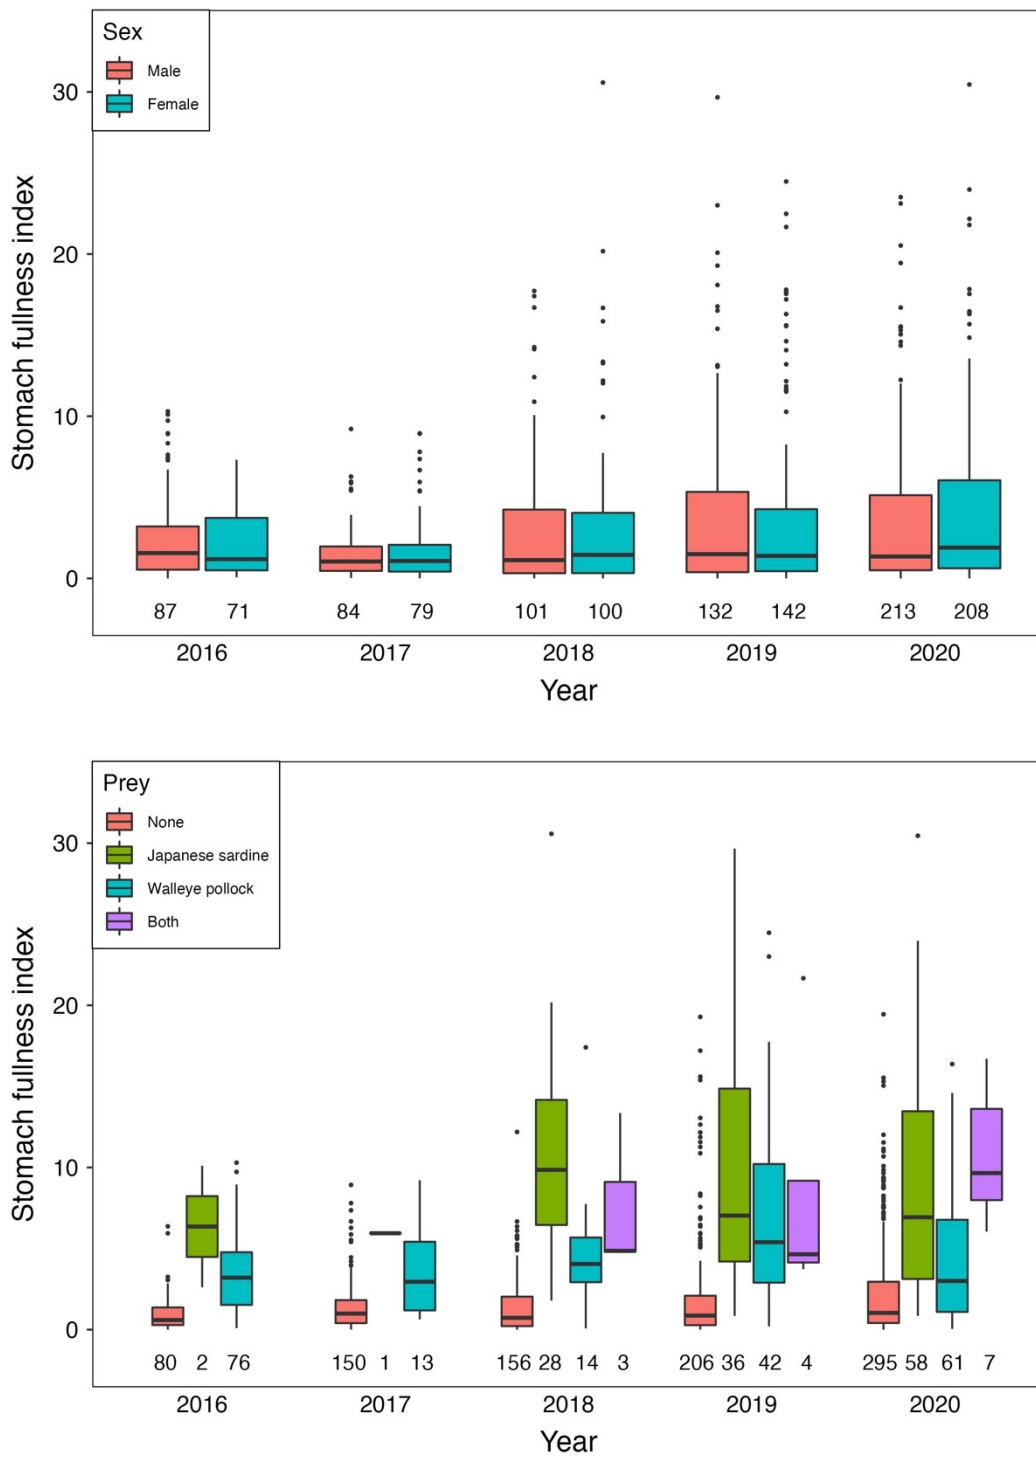 Sex
Male
Female
Stomach fullness index
30
20
10
0
87 71 84 79 101 100 132 142 213 208
2016 2017 2018 2019 2020
Year
Prey
None
Japanese sardine
Walleye pollock
Both
Stomach fullness index
30
20
10
0
80 2 76 150 1 13 156 28 14 3 206 36 42 4 295 58 61 7
2016 2017 2018 2019 2020
Year